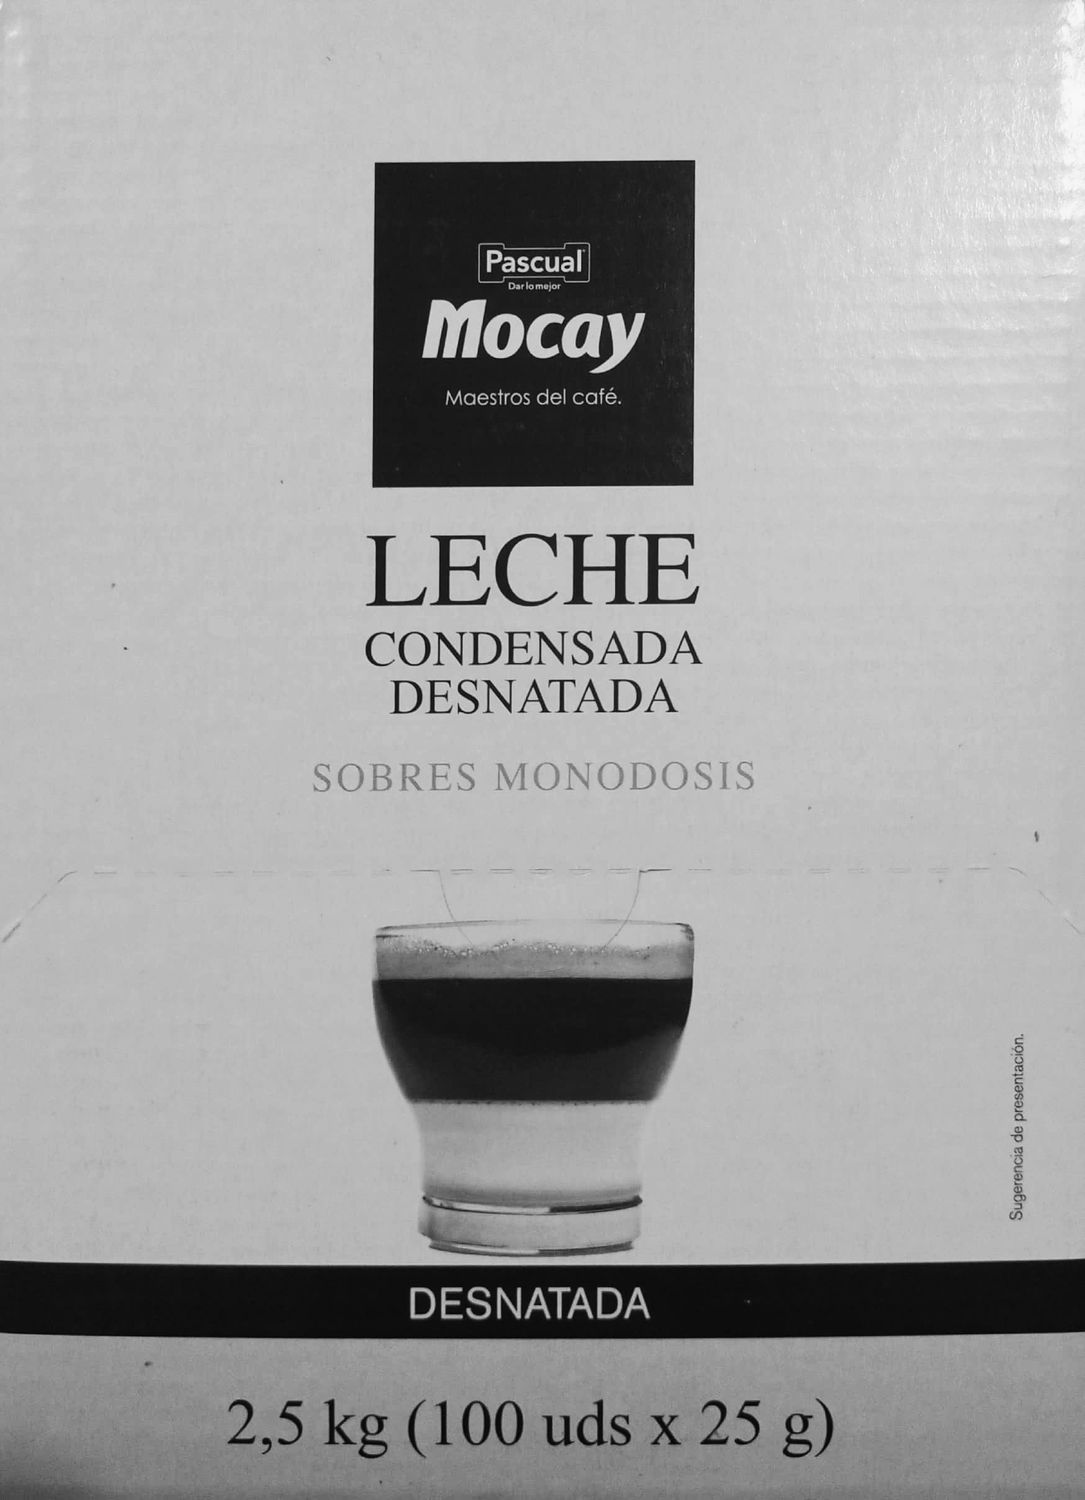 Pascual
Dar lo mejor
Mocay
Maestros del café.
LECHE
CONDENSADA
DESNATADA
SOBRES MONODOSIS
Sugerencia de presentación.
DESNATADA
2,5 kg (100 uds x 25 g)